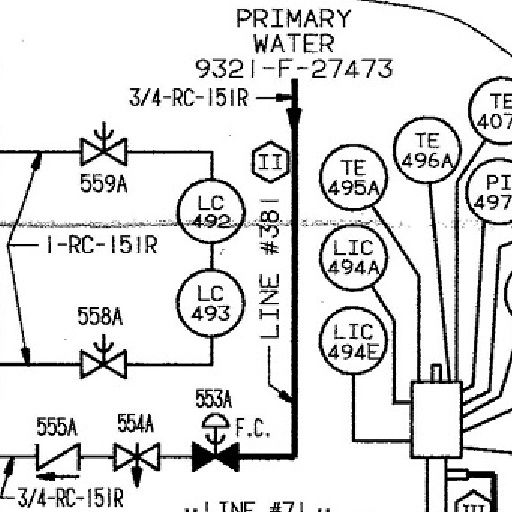 PRIMARY
WATER
9321-F-27473
3/4-RC-151R
TE
407
TE
496A
II
TE
495A
PI
497
559A
LC
492
1-RC-151R
LINE #381
LIC
494A
LC
493
558A
LIC
494E
553A
F.C.
555A
554A
3/4-RC-151R
LINE #71
III